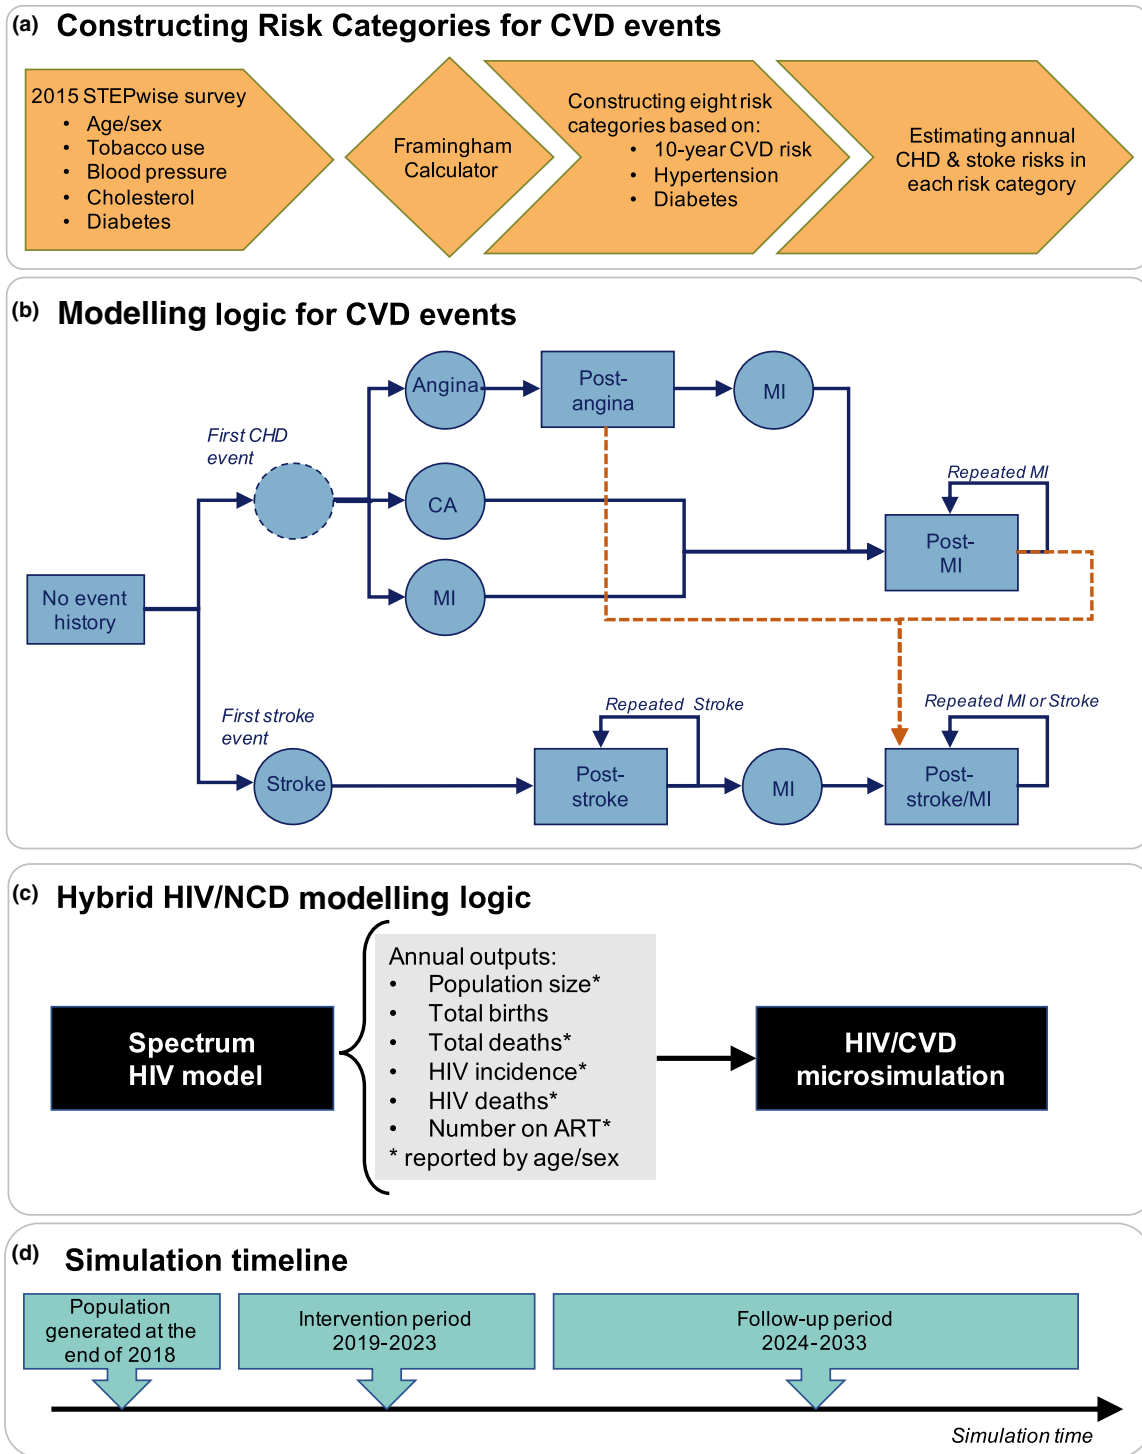 (a) Constructing Risk Categories for CVD events
2015 STEPwise survey
• Age/sex
• Tobacco use
• Blood pressure
• Cholesterol
• Diabetes
Framingham
Calculator
Constructing eight risk
categories based on:
• 10-year CVD risk
• Hypertension
• Diabetes
Estimating annual
CHD & stoke risks in
each risk category
(b) Modelling logic for CVD events
Angina
Post-
angina
MI
First CHD
event
CA
Repeated MI
Post-
MI
MI
No event
history
First stroke
event
Repeated Stroke
Repeated MI or Stroke
Stroke
Post-
stroke
MI
Post-
stroke/MI
(c) Hybrid HIV/NCD modelling logic
Spectrum
HIV model
Annual outputs:
• Population size*
• Total births
• Total deaths*
• HIV incidence*
• HIV deaths*
• Number on ART*
* reported by age/sex
HIV/CVD
microsimulation
(d) Simulation timeline
Population
generated at the
end of 2018
Intervention period
2019-2023
Follow-up period
2024-2033
Simulation time